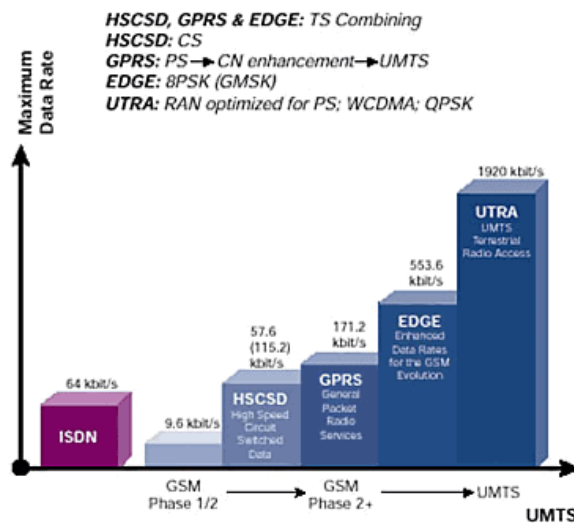 HSCSD, GPRS & EDGE: TS Combining
HSCSD: CS
GPRS: PS → CN enhancement → UMTS
EDGE: 8PSK (GMSK)
UTRA: RAN optimized for PS; WCDMA; QPSK
Maximum
Data Rate
1920 kbit/s
UTRA
UMTS
Terrestrial
Radio Access
553.6
kbit/s
EDGE
Enhanced
Data Rates
for the GSM
Evolution
171.2
kbit/s
GPRS
General
Packet
Radio
Services
57.6
(115.2)
kbit/s
HSCSD
High Speed
Circuit
Switched
Data
9.6 kbit/s
64 kbit/s
ISDN
GSM
Phase 1/2
GSM
Phase 2+
UMTS
UMTS